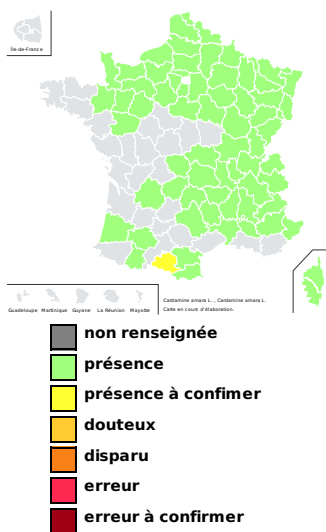 Île-de-France
Guadeloupe Martinique Guyane La Réunion Mayotte
Cardamine amara L. , Cardamine amara L.
Carte en cours d'élaboration.
non renseignée
présence
présence à confimer
douteux
disparu
erreur
erreur à confirmer